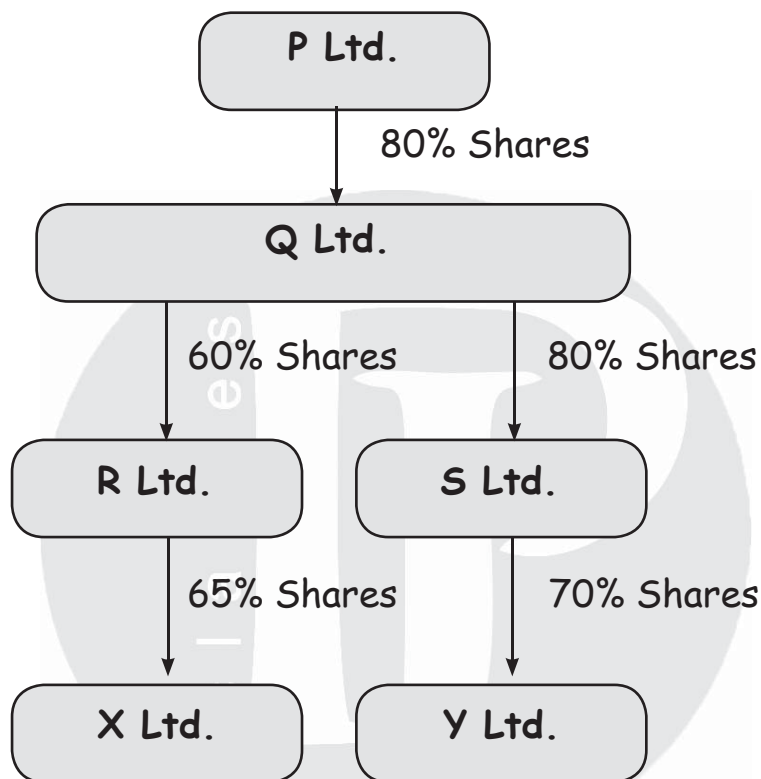 P Ltd.
80% Shares
Q Ltd.
60% Shares 80% Shares
R Ltd. S Ltd.
65% Shares 70% Shares
X Ltd. Y Ltd.